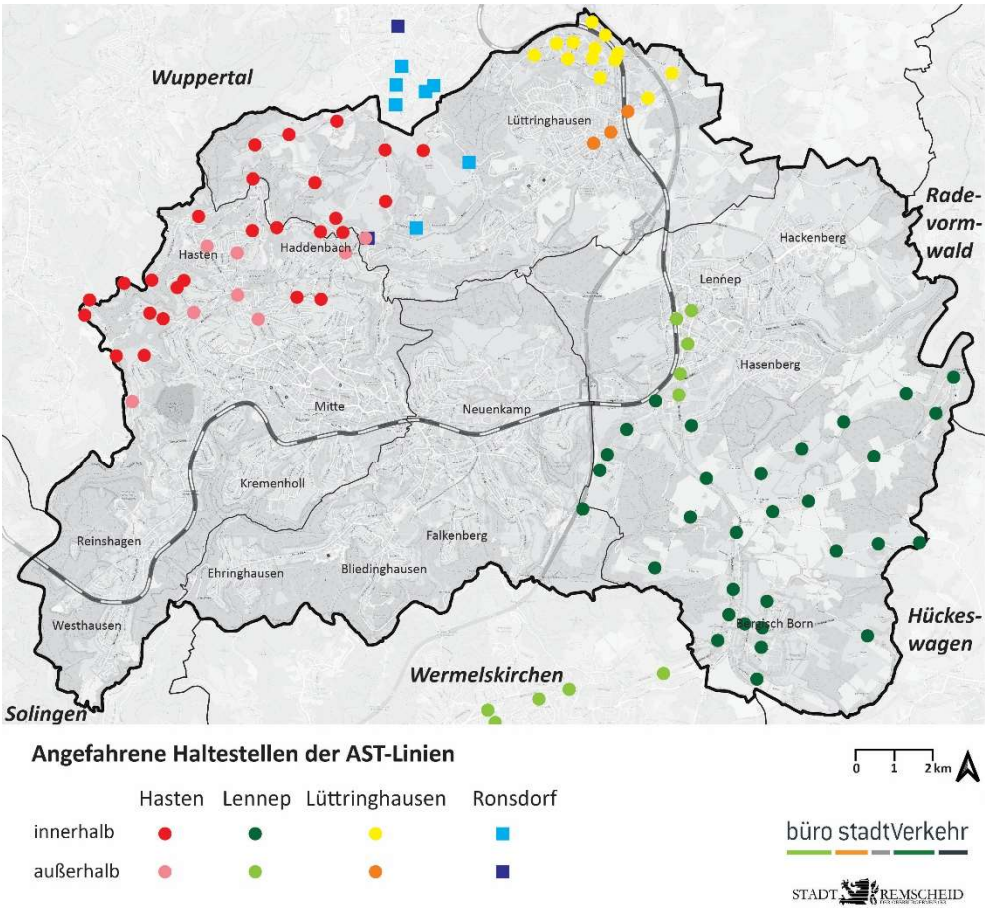 Wuppertal
Lüttringhausen
Rade-
vorm-
wald
Hackenberg
Hasten
Haddenbach
Lennep
Hasenberg
Mitte
Neuenkamp
Kremenholl
Reinshagen
Falkenberg
Ehringhausen
Bliedinghausen
Westhausen
Bergisch Born
Hückes-
wagen
Wermelskirchen
Solingen
Angefahrene Haltestellen der AST-Linien
0 1 2 km
Hasten Lennep Lüttringhausen Ronsdorf
innerhalb
außerhalb
büro stadtVerkehr
STADT REMSCHEID